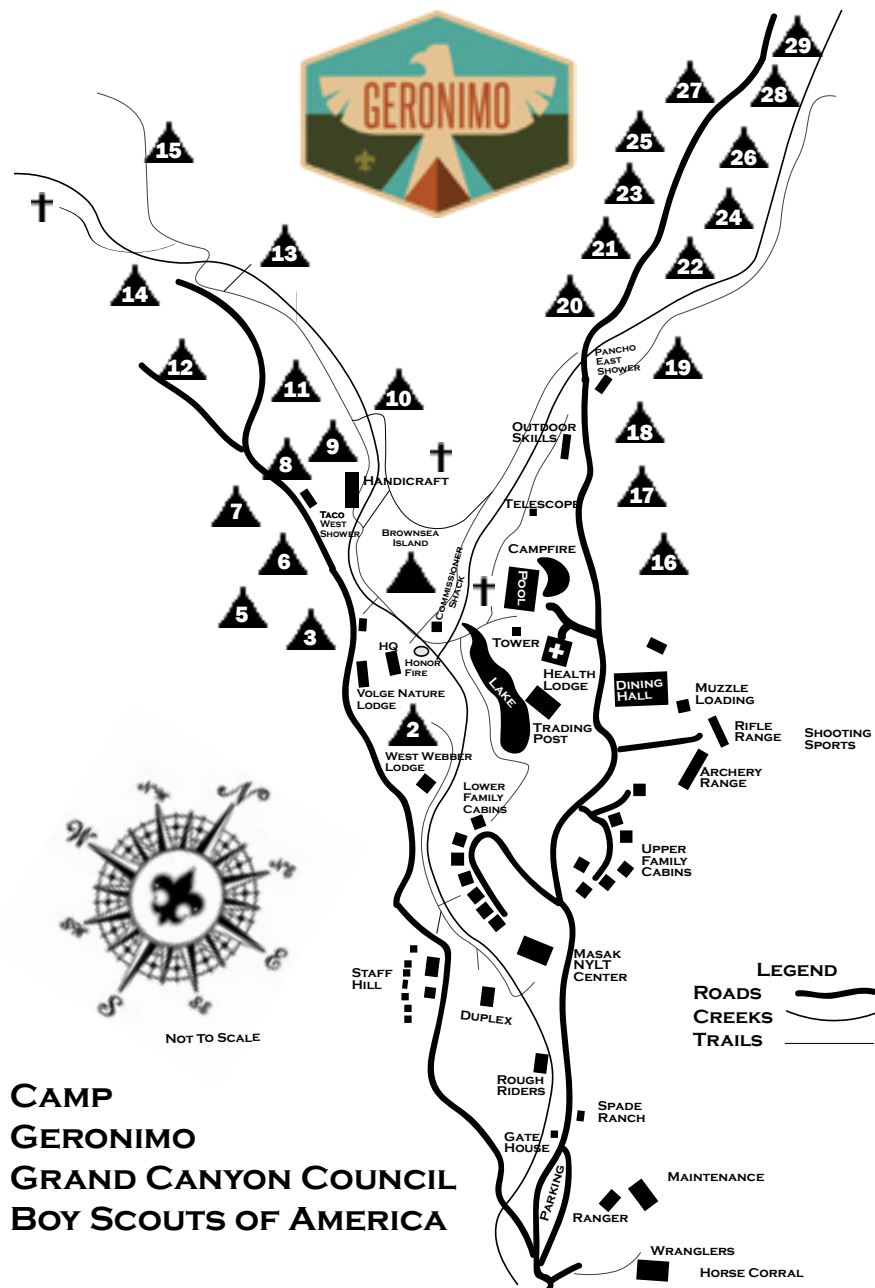 GERONIMO
29
27
28
25
15
26
23
24
13
21
22
14
20
12
PANCHO
EAST
SHOWER
19
11
10
OUTDOOR
SKILLS
18
9
8
HANDICRAFT
17
7
TACO
WEST
SHOWER
TELESCOPE
BROWNSEA
ISLAND
CAMPFIRE
6
16
COMMISSIONER
SHACK
POOL
5
3
TOWER
HQ
HONOR
FIRE
HEALTH
LODGE
LAKE
DINING
HALL
VOLGE NATURE
LODGE
MUZZLE
LOADING
2
TRADING
POST
RIFLE
RANGE
SHOOTING
SPORTS
WEST WEBBER
LODGE
ARCHERY
RANGE
LOWER
FAMILY
CABINS
UPPER
FAMILY
CABINS
N
W
E
S
NW
NE
SW
SE
NOT TO SCALE
STAFF
HILL
MASAK
NYLT
CENTER
DUPLEX
LEGEND
ROADS
CREEKS
TRAILS
ROUGH
RIDERS
SPADE
RANCH
GATE
HOUSE
PARKING
MAINTENANCE
RANGER
WRANGLERS
HORSE CORRAL
CAMP
GERONIMO
GRAND CANYON COUNCIL
BOY SCOUTS OF AMERICA